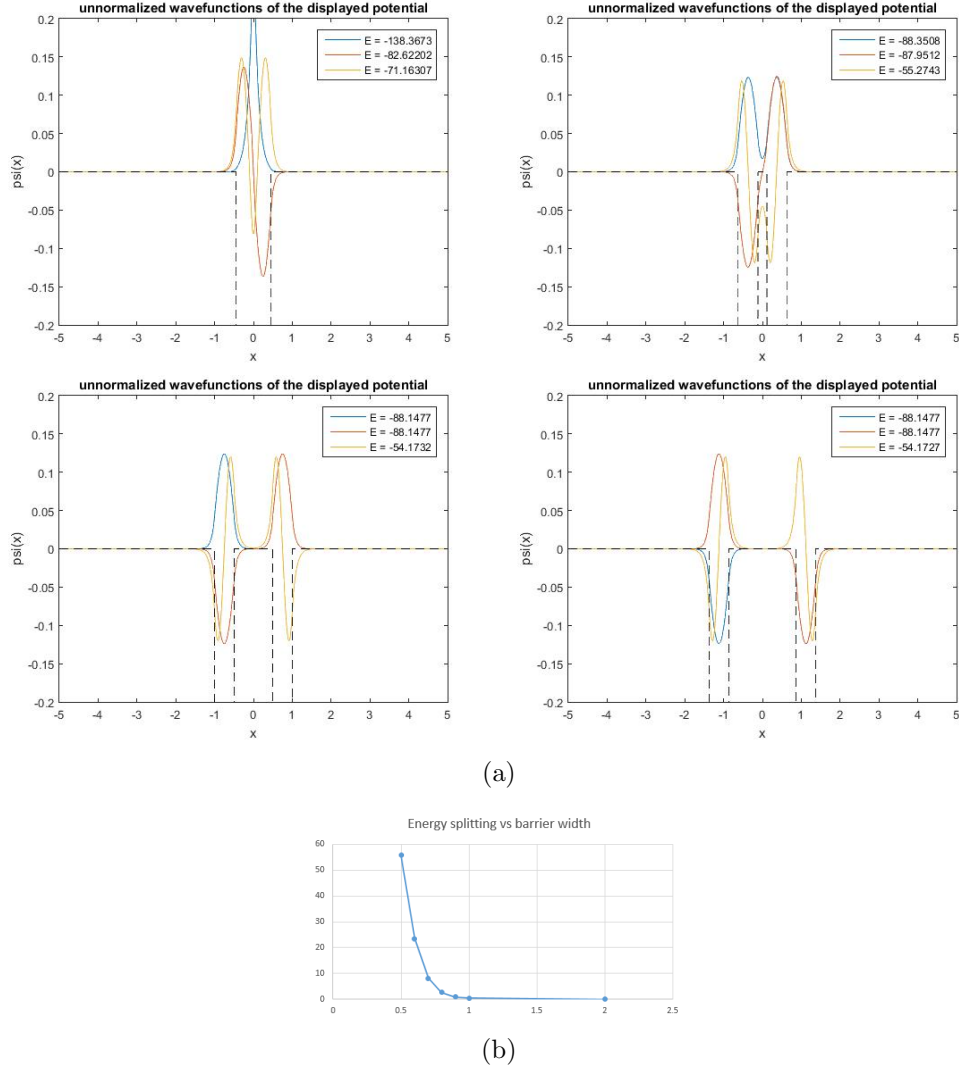 unnormalized wavefunctions of the displayed potential
E = -138.3673
E = -82.62202
E = -71.16307
psi(x)
0.2
0.15
0.1
0.05
0
-0.05
-0.1
-0.15
-0.2
-5 -4 -3 -2 -1 0 1 2 3 4 5
x
unnormalized wavefunctions of the displayed potential
E = -88.3508
E = -87.9512
E = -55.2743
psi(x)
0.2
0.15
0.1
0.05
0
-0.05
-0.1
-0.15
-0.2
-5 -4 -3 -2 -1 0 1 2 3 4 5
x
unnormalized wavefunctions of the displayed potential
E = -88.1477
E = -88.1477
E = -54.1732
psi(x)
0.2
0.15
0.1
0.05
0
-0.05
-0.1
-0.15
-0.2
-5 -4 -3 -2 -1 0 1 2 3 4 5
x
unnormalized wavefunctions of the displayed potential
E = -88.1477
E = -88.1477
E = -54.1727
psi(x)
0.2
0.15
0.1
0.05
0
-0.05
-0.1
-0.15
-0.2
-5 -4 -3 -2 -1 0 1 2 3 4 5
x
(a)
Energy splitting vs barrier width
60
50
40
30
20
10
0
0 0.5 1 1.5 2 2.5
(b)